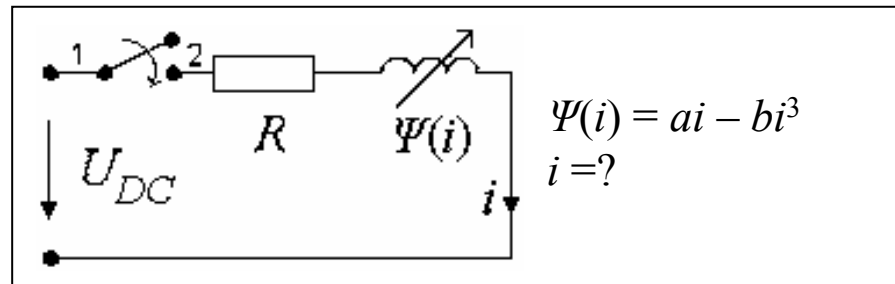 1 2
R Ψ(i) Ψ(i) = ai – bi³
U_DC i i =?